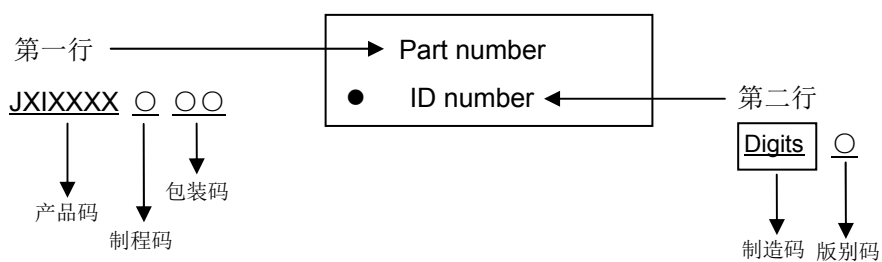 第一行
Part number
ID number
第二行
JXIXXXX ○ ○○
Digits ○
包装码
产品码
制程码
制造码
版别码